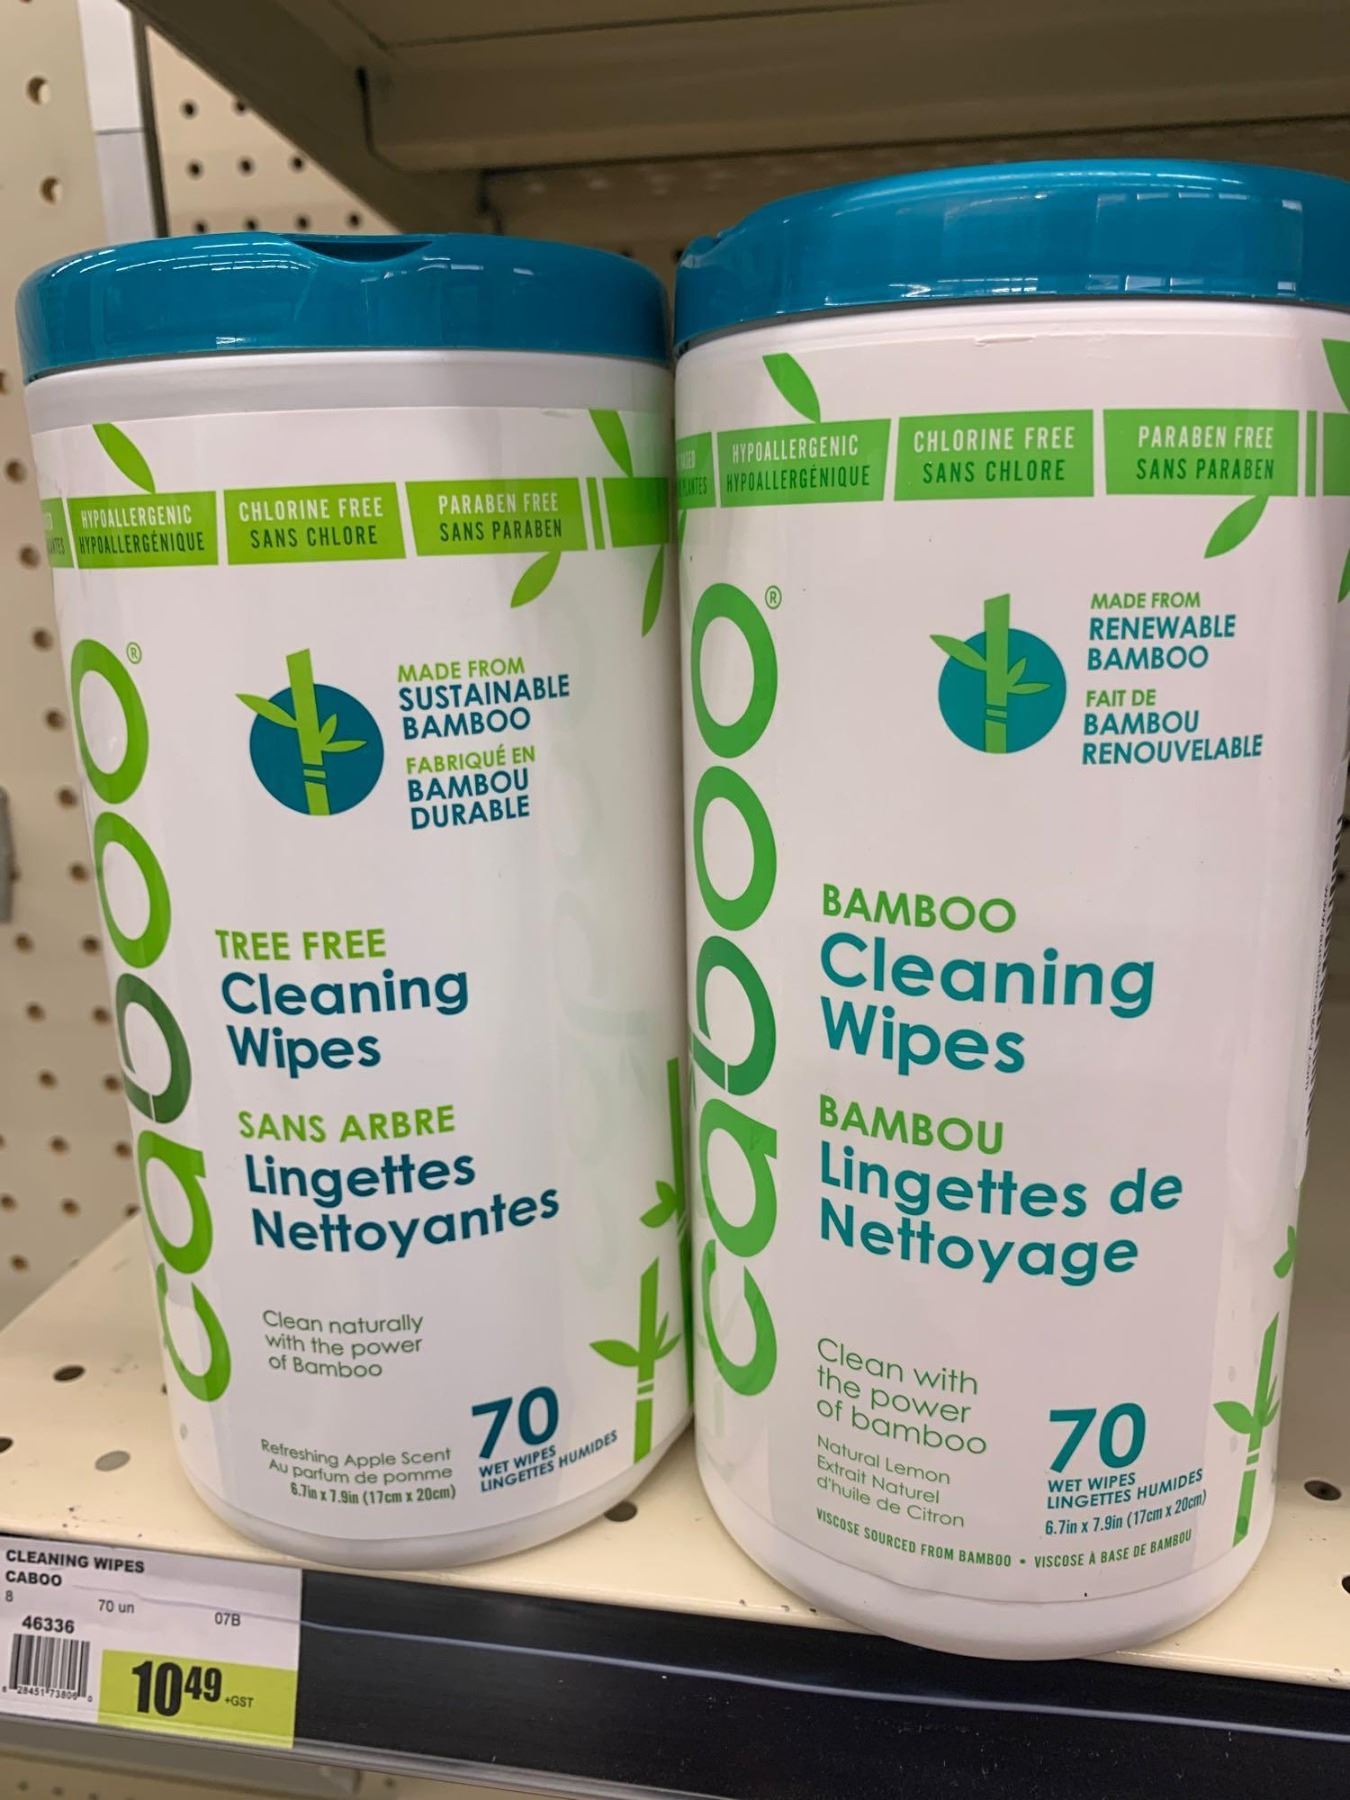 HYPOALLERGENIC
HYPOALLERGÉNIQUE
CHLORINE FREE
SANS CHLORE
PARABEN FREE
SANS PARABEN
caboo®
MADE FROM
SUSTAINABLE
BAMBOO
FABRIQUÉ EN
BAMBOU
DURABLE
TREE FREE
Cleaning
Wipes
SANS ARBRE
Lingettes
Nettoyantes
Clean naturally
with the power
of Bamboo
Refreshing Apple Scent
Au parfum de pomme
6.7in x 7.9in (17cm x 20cm)
70
WET WIPES
LINGETTES HUMIDES
HYPOALLERGENIC
HYPOALLERGÉNIQUE
CHLORINE FREE
SANS CHLORE
PARABEN FREE
SANS PARABEN
caboo®
MADE FROM
RENEWABLE
BAMBOO
FAIT DE
BAMBOU
RENOUVELABLE
BAMBOO
Cleaning
Wipes
BAMBOU
Lingettes de
Nettoyage
Clean with
the power
of bamboo
Natural Lemon
Extrait Naturel
d'huile de Citron
70
WET WIPES
LINGETTES HUMIDES
6.7in x 7.9in (17cm x 20cm)
VISCOSE SOURCED FROM BAMBOO • VISCOSE À BASE DE BAMBOU
CLEANING WIPES
CABOO
8 70 un 07B
46336
10.49 +GST